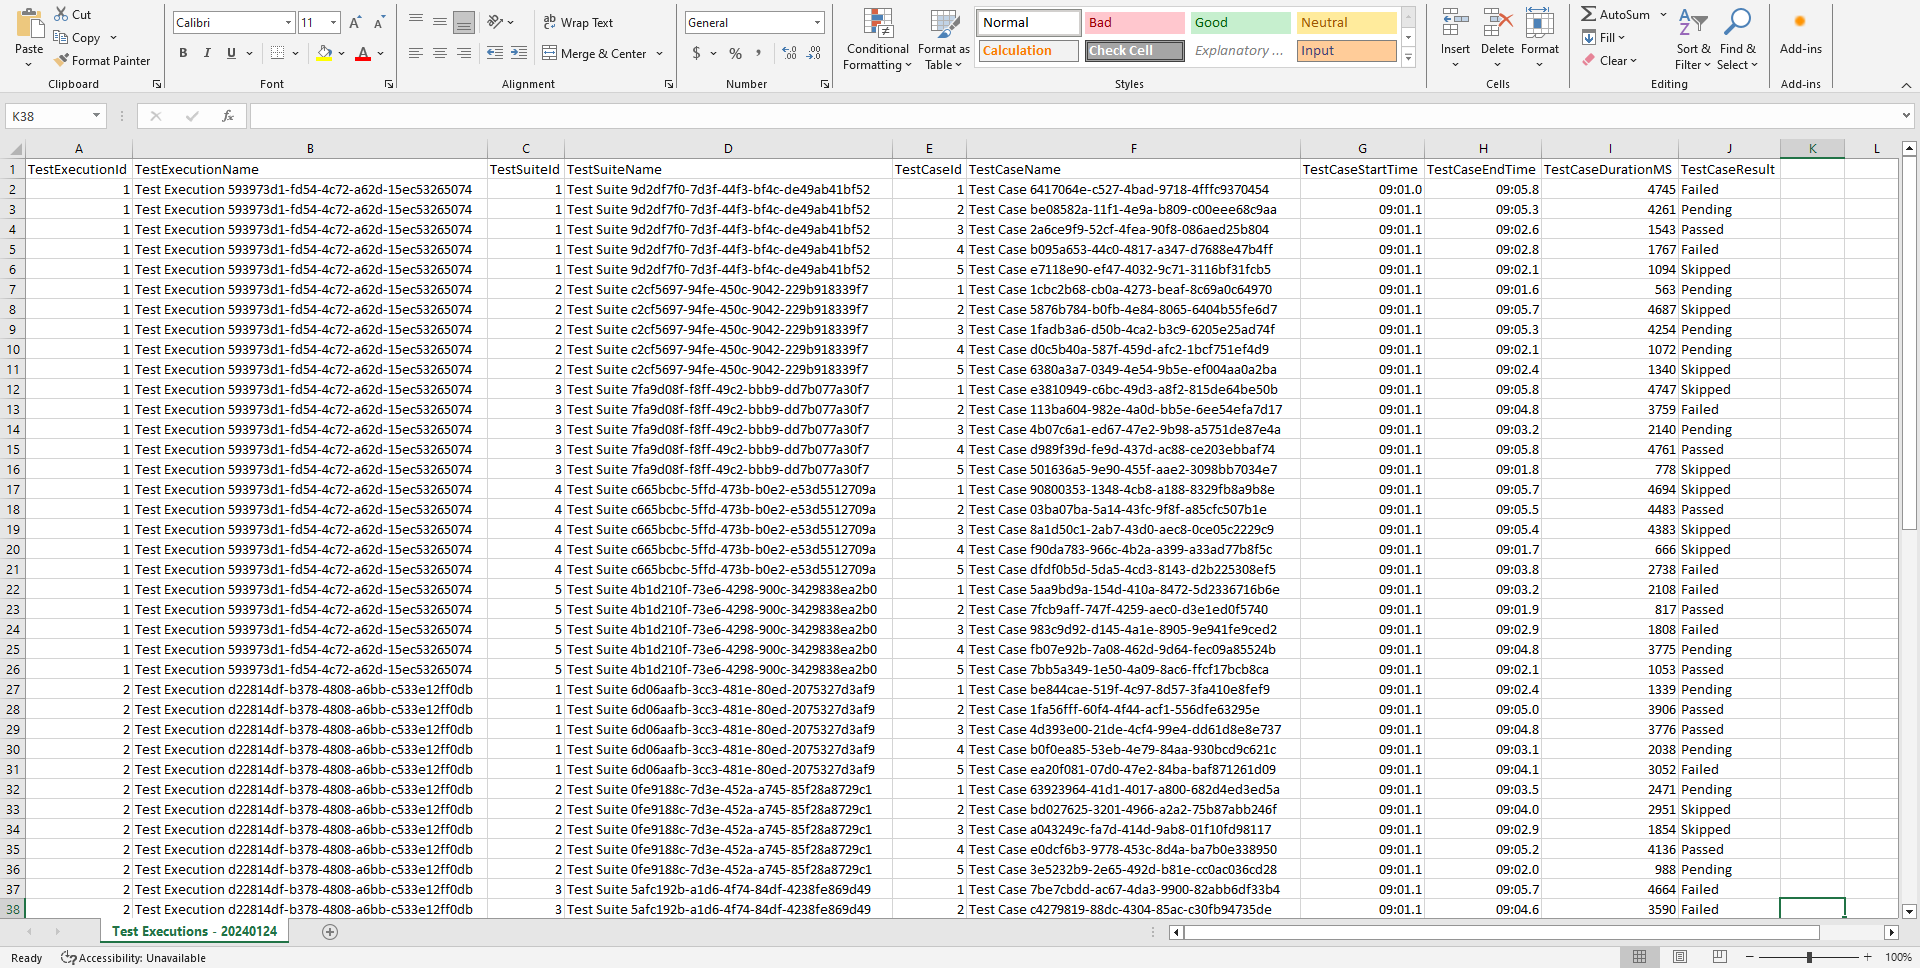 Cut
Copy
Format Painter
Paste
Clipboard
Calibri 11
B I U
Font
Wrap Text
Merge & Center
Alignment
General
$ % ,
Number
Conditional Formatting
Format as Table
Normal Bad Good Neutral
Calculation Check Cell Explanatory ... Input
Styles
Insert Delete Format
Cells
AutoSum
Fill
Clear
Sort & Filter
Find & Select
Editing
Add-ins
Add-ins
K38 fx
A B C D E F G H I J K L
1 TestExecutionId TestExecutionName TestSuiteId TestSuiteName TestCaseId TestCaseName TestCaseStartTime TestCaseEndTime TestCaseDurationMS TestCaseResult
2 1 Test Execution 593973d1-fd54-4c72-a62d-15ec53265074 1 Test Suite 9d2df7f0-7d3f-44f3-bf4c-de49ab41bf52 1 Test Case 6417064e-c527-4bad-9718-4fffc9370454 09:01.0 09:05.8 4745 Failed
3 1 Test Execution 593973d1-fd54-4c72-a62d-15ec53265074 1 Test Suite 9d2df7f0-7d3f-44f3-bf4c-de49ab41bf52 2 Test Case be08582a-11f1-4e9a-b809-c00eee68c9aa 09:01.1 09:05.3 4261 Pending
4 1 Test Execution 593973d1-fd54-4c72-a62d-15ec53265074 1 Test Suite 9d2df7f0-7d3f-44f3-bf4c-de49ab41bf52 3 Test Case 2a6ce9f9-52cf-4fea-90f8-086aed25b804 09:01.1 09:02.6 1543 Passed
5 1 Test Execution 593973d1-fd54-4c72-a62d-15ec53265074 1 Test Suite 9d2df7f0-7d3f-44f3-bf4c-de49ab41bf52 4 Test Case b095a653-44c0-4817-a347-d7688e47b4ff 09:01.1 09:02.8 1767 Failed
6 1 Test Execution 593973d1-fd54-4c72-a62d-15ec53265074 1 Test Suite 9d2df7f0-7d3f-44f3-bf4c-de49ab41bf52 5 Test Case e7118e90-ef47-4032-9c71-3116bf31fcb5 09:01.1 09:02.1 1094 Skipped
7 1 Test Execution 593973d1-fd54-4c72-a62d-15ec53265074 2 Test Suite c2cf5697-94fe-450c-9042-229b918339f7 1 Test Case 1cbc2b68-cb0a-4273-beaf-8c69a0c64970 09:01.1 09:01.6 563 Pending
8 1 Test Execution 593973d1-fd54-4c72-a62d-15ec53265074 2 Test Suite c2cf5697-94fe-450c-9042-229b918339f7 2 Test Case 5876b784-b0fb-4e84-8065-6404b55fe6d7 09:01.1 09:05.7 4687 Skipped
9 1 Test Execution 593973d1-fd54-4c72-a62d-15ec53265074 2 Test Suite c2cf5697-94fe-450c-9042-229b918339f7 3 Test Case 1fadb3a6-d50b-4ca2-b3c9-6205e25ad74f 09:01.1 09:05.3 4254 Pending
10 1 Test Execution 593973d1-fd54-4c72-a62d-15ec53265074 2 Test Suite c2cf5697-94fe-450c-9042-229b918339f7 4 Test Case d0c5b40a-587f-459d-afc2-1bcf751ef4d9 09:01.1 09:02.1 1072 Pending
11 1 Test Execution 593973d1-fd54-4c72-a62d-15ec53265074 2 Test Suite c2cf5697-94fe-450c-9042-229b918339f7 5 Test Case 6380a3a7-0349-4e54-9b5e-ef004aa0a2ba 09:01.1 09:02.4 1340 Skipped
12 1 Test Execution 593973d1-fd54-4c72-a62d-15ec53265074 3 Test Suite 7fa9d08f-f8ff-49c2-bbb9-dd7b077a30f7 1 Test Case e3810949-c6bc-49d3-a8f2-815de64be50b 09:01.1 09:05.8 4747 Skipped
13 1 Test Execution 593973d1-fd54-4c72-a62d-15ec53265074 3 Test Suite 7fa9d08f-f8ff-49c2-bbb9-dd7b077a30f7 2 Test Case 113ba604-982e-4a0d-bb5e-6ee54efa7d17 09:01.1 09:04.8 3759 Failed
14 1 Test Execution 593973d1-fd54-4c72-a62d-15ec53265074 3 Test Suite 7fa9d08f-f8ff-49c2-bbb9-dd7b077a30f7 3 Test Case 4b07c6a1-ed67-47e2-9b98-a5751de87e4a 09:01.1 09:03.2 2140 Pending
15 1 Test Execution 593973d1-fd54-4c72-a62d-15ec53265074 3 Test Suite 7fa9d08f-f8ff-49c2-bbb9-dd7b077a30f7 4 Test Case d989f39d-fe9d-437d-ac88-ce203ebbaf74 09:01.1 09:05.8 4761 Passed
16 1 Test Execution 593973d1-fd54-4c72-a62d-15ec53265074 3 Test Suite 7fa9d08f-f8ff-49c2-bbb9-dd7b077a30f7 5 Test Case 501636a5-9e90-455f-aae2-3098bb7034e7 09:01.1 09:01.8 778 Skipped
17 1 Test Execution 593973d1-fd54-4c72-a62d-15ec53265074 4 Test Suite c665bcbc-5ffd-473b-b0e2-e53d5512709a 1 Test Case 90800353-1348-4cb8-a188-8329fb8a9b8e 09:01.1 09:05.7 4694 Skipped
18 1 Test Execution 593973d1-fd54-4c72-a62d-15ec53265074 4 Test Suite c665bcbc-5ffd-473b-b0e2-e53d5512709a 2 Test Case 03ba07ba-5a14-43fc-9f8f-a85cfc507b1e 09:01.1 09:05.5 4483 Passed
19 1 Test Execution 593973d1-fd54-4c72-a62d-15ec53265074 4 Test Suite c665bcbc-5ffd-473b-b0e2-e53d5512709a 3 Test Case 8a1d50c1-2ab7-43d0-aec8-0ce05c2229c9 09:01.1 09:05.4 4383 Skipped
20 1 Test Execution 593973d1-fd54-4c72-a62d-15ec53265074 4 Test Suite c665bcbc-5ffd-473b-b0e2-e53d5512709a 4 Test Case f90da783-966c-4b2a-a399-a33ad77b8f5c 09:01.1 09:01.7 666 Skipped
21 1 Test Execution 593973d1-fd54-4c72-a62d-15ec53265074 4 Test Suite c665bcbc-5ffd-473b-b0e2-e53d5512709a 5 Test Case dfdf0b5d-5da5-4cd3-8143-d2b225308ef5 09:01.1 09:03.8 2738 Failed
22 1 Test Execution 593973d1-fd54-4c72-a62d-15ec53265074 5 Test Suite 4b1d210f-73e6-4298-900c-3429838ea2b0 1 Test Case 5aa9bd9a-154d-410a-8472-5d2336716b6e 09:01.1 09:03.2 2108 Failed
23 1 Test Execution 593973d1-fd54-4c72-a62d-15ec53265074 5 Test Suite 4b1d210f-73e6-4298-900c-3429838ea2b0 2 Test Case 7fcb9aff-747f-4259-aec0-d3e1ed0f5740 09:01.1 09:01.9 817 Passed
24 1 Test Execution 593973d1-fd54-4c72-a62d-15ec53265074 5 Test Suite 4b1d210f-73e6-4298-900c-3429838ea2b0 3 Test Case 983c9d92-d145-4a1e-8905-9e941fe9ced2 09:01.1 09:02.9 1808 Failed
25 1 Test Execution 593973d1-fd54-4c72-a62d-15ec53265074 5 Test Suite 4b1d210f-73e6-4298-900c-3429838ea2b0 4 Test Case fb07e92b-7a08-462d-9d64-fec09a85524b 09:01.1 09:04.8 3775 Pending
26 1 Test Execution 593973d1-fd54-4c72-a62d-15ec53265074 5 Test Suite 4b1d210f-73e6-4298-900c-3429838ea2b0 5 Test Case 7bb5a349-1e50-4a09-8ac6-ffcf17bcb8ca 09:01.1 09:02.1 1053 Passed
27 2 Test Execution d22814df-b378-4808-a6bb-c533e12ff0db 1 Test Suite 6d06aafb-3cc3-481e-80ed-2075327d3af9 1 Test Case be844cae-519f-4c97-8d57-3fa410e8fef9 09:01.1 09:02.4 1339 Pending
28 2 Test Execution d22814df-b378-4808-a6bb-c533e12ff0db 1 Test Suite 6d06aafb-3cc3-481e-80ed-2075327d3af9 2 Test Case 1fa56fff-60f4-4f44-acf1-556dfe63295e 09:01.1 09:05.0 3906 Passed
29 2 Test Execution d22814df-b378-4808-a6bb-c533e12ff0db 1 Test Suite 6d06aafb-3cc3-481e-80ed-2075327d3af9 3 Test Case 4d393e00-21de-4cf4-99e4-dd61d8e8e737 09:01.1 09:04.8 3776 Passed
30 2 Test Execution d22814df-b378-4808-a6bb-c533e12ff0db 1 Test Suite 6d06aafb-3cc3-481e-80ed-2075327d3af9 4 Test Case b0f0ea85-53eb-4e79-84aa-930bcd9c621c 09:01.1 09:03.1 2038 Pending
31 2 Test Execution d22814df-b378-4808-a6bb-c533e12ff0db 1 Test Suite 6d06aafb-3cc3-481e-80ed-2075327d3af9 5 Test Case ea20f081-07d0-47e2-84ba-baf871261d09 09:01.1 09:04.1 3052 Failed
32 2 Test Execution d22814df-b378-4808-a6bb-c533e12ff0db 2 Test Suite 0fe9188c-7d3e-452a-a745-85f28a8729c1 1 Test Case 63923964-41d1-4017-a800-682d4ed3ed5a 09:01.1 09:03.5 2471 Pending
33 2 Test Execution d22814df-b378-4808-a6bb-c533e12ff0db 2 Test Suite 0fe9188c-7d3e-452a-a745-85f28a8729c1 2 Test Case bd027625-3201-4966-a2a2-75b87abb246f 09:01.1 09:04.0 2951 Skipped
34 2 Test Execution d22814df-b378-4808-a6bb-c533e12ff0db 2 Test Suite 0fe9188c-7d3e-452a-a745-85f28a8729c1 3 Test Case a043249c-fa7d-414d-9ab8-01f10fd98117 09:01.1 09:02.9 1854 Skipped
35 2 Test Execution d22814df-b378-4808-a6bb-c533e12ff0db 2 Test Suite 0fe9188c-7d3e-452a-a745-85f28a8729c1 4 Test Case e0dcf6b3-9778-453c-8d4a-ba7b0e338950 09:01.1 09:05.2 4136 Passed
36 2 Test Execution d22814df-b378-4808-a6bb-c533e12ff0db 2 Test Suite 0fe9188c-7d3e-452a-a745-85f28a8729c1 5 Test Case 3e5232b9-2e65-492d-b81e-cc0ac036cd28 09:01.1 09:02.0 988 Pending
37 2 Test Execution d22814df-b378-4808-a6bb-c533e12ff0db 3 Test Suite 5afc192b-a1d6-4f74-84df-4238fe869d49 1 Test Case 7be7cbdd-ac67-4da3-9900-82abb6df33b4 09:01.1 09:05.7 4664 Failed
38 2 Test Execution d22814df-b378-4808-a6bb-c533e12ff0db 3 Test Suite 5afc192b-a1d6-4f74-84df-4238fe869d49 2 Test Case c4279819-88dc-4304-85ac-c30fb94735de 09:01.1 09:04.6 3590 Failed
Test Executions - 20240124
Ready Accessibility: Unavailable 100%